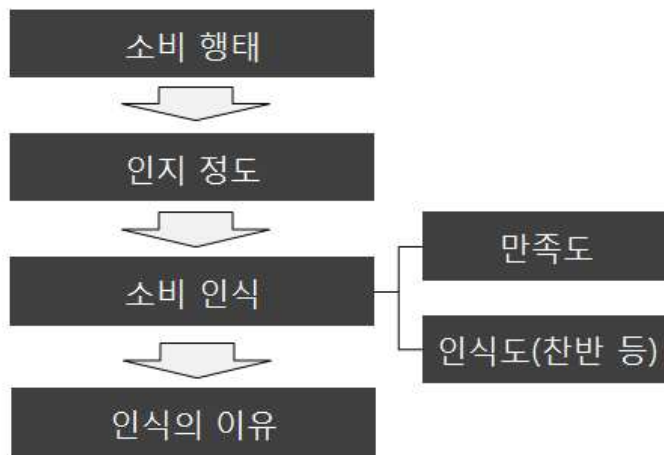 소비 행태
인지 정도
소비 인식
만족도
인식도(찬반 등)
인식의 이유